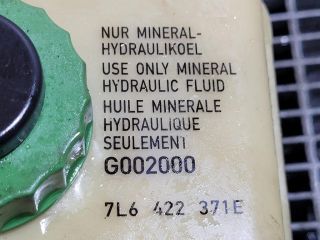 NUR MINERAL-
HYDRAULIKOEL
USE ONLY MINERAL
HYDRAULIC FLUID
HUILE MINERALE
HYDRAULIQUE
SEULEMENT
G002000
7L6 422 371E